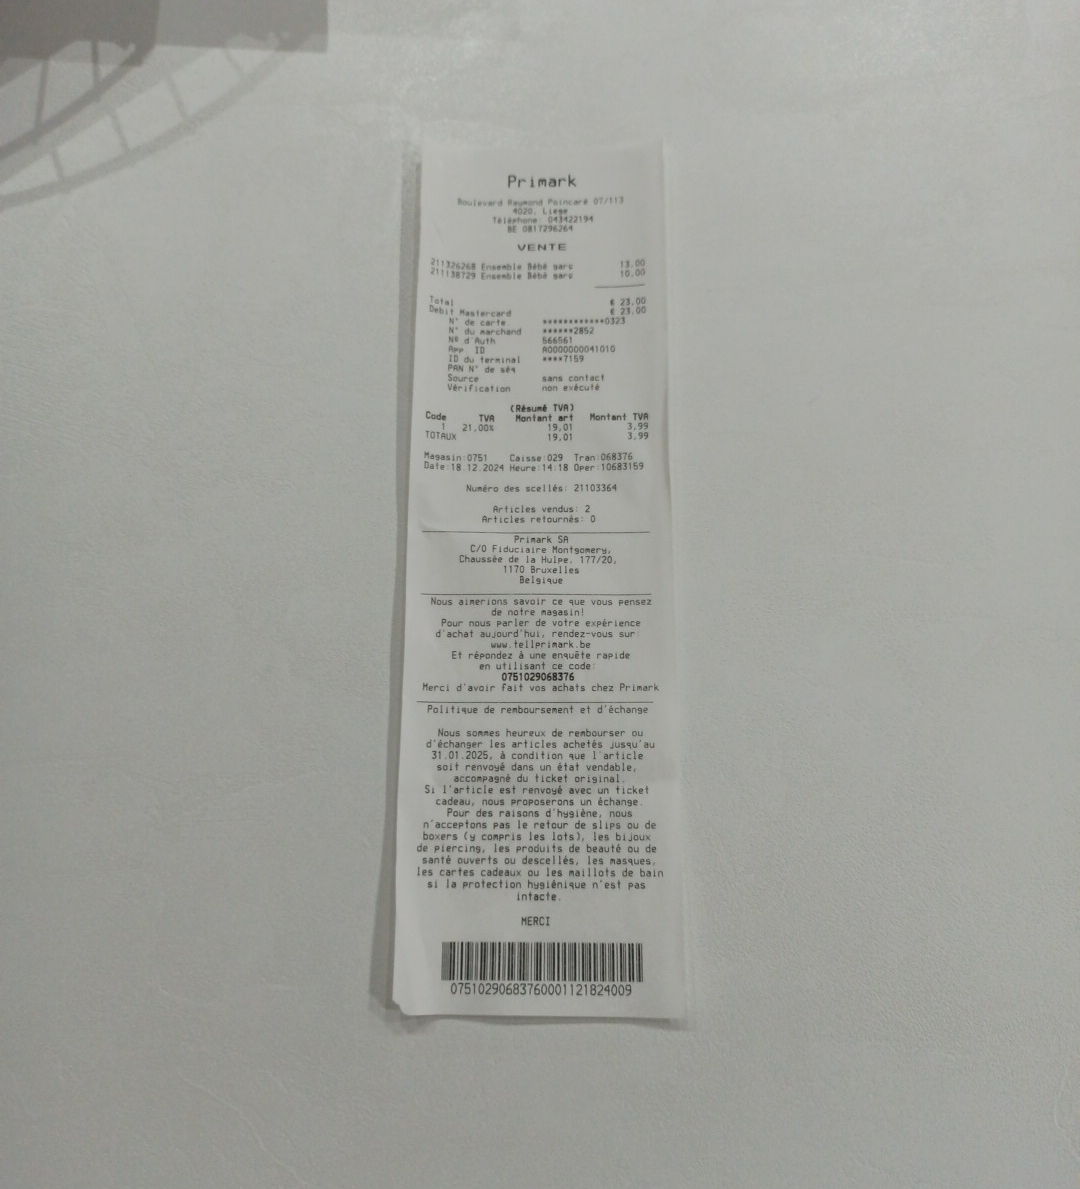 Primark
Boulevard Raymond Poincaré 07/113
4020, Liège
Téléphone: 043422194
BE 0817296264
VENTE
211326268 Ensemble Bébé garç 13,00
211138729 Ensemble Bébé garç 10,00
Total € 23,00
Debit Mastercard € 23,00
N° de carte. ************0323
N° du marchand ******2852
Nº d'Auth 566561
App. ID A0000000041010
ID du terminal ****7159
PAN N° de séq
Source sans contact
Vérification non exécuté
(Résumé TVA)
Code TVA Montant art Montant TVA
1 21,00% 19,01 3,99
TOTAUX 19,01 3,99
Magasin:0751 Caisse:029 Tran:068376
Date:18.12.2024 Heure:14:18 Oper:10683159
Numéro des scellés: 21103364
Articles vendus: 2
Articles retournés: 0
Primark SA
C/O Fiduciaire Montgomery,
Chaussée de la Hulpe, 177/20,
1170 Bruxelles
Belgique
Nous aimerions savoir ce que vous pensez
de notre magasin!
Pour nous parler de votre expérience
d'achat aujourd'hui, rendez-vous sur:
www.tellprimark.be
Et répondez à une enquête rapide
en utilisant ce code:
0751029068376
Merci d'avoir fait vos achats chez Primark
Politique de remboursement et d'échange
Nous sommes heureux de rembourser ou
d'échanger les articles achetés jusqu'au
31.01.2025, à condition que l'article
soit renvoyé dans un état vendable,
accompagné du ticket original.
Si l'article est renvoyé avec un ticket
cadeau, nous proposerons un échange.
Pour des raisons d'hygiène, nous
n'acceptons pas le retour de slips ou de
boxers (y compris les lots), les bijoux
de piercing, les produits de beauté ou de
santé ouverts ou descellés, les masques,
les cartes cadeaux ou les maillots de bain
si la protection hygiénique n'est pas
intacte.
MERCI
07510290683760001121824009